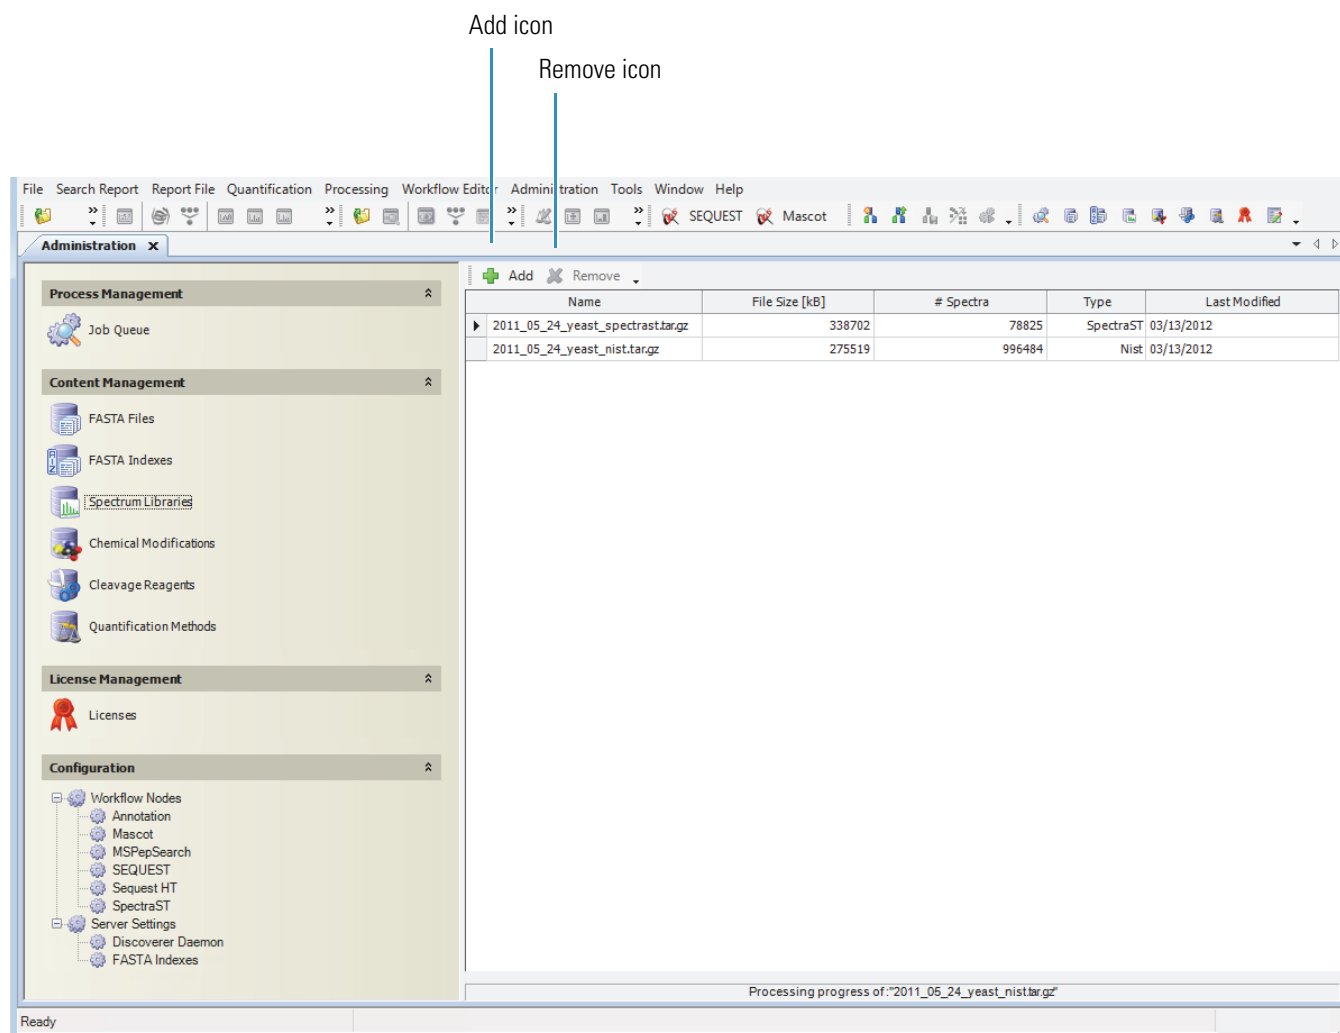 Add icon
Remove icon
File Search Report Report File Quantification Processing Workflow Editor Administration Tools Window Help
SEQUEST Mascot
Administration x
Process Management
Job Queue
Content Management
FASTA Files
FASTA Indexes
Spectrum Libraries
Chemical Modifications
Cleavage Reagents
Quantification Methods
License Management
Licenses
Configuration
Workflow Nodes
Annotation
Mascot
MSPepSearch
SEQUEST
Sequest HT
SpectraST
Server Settings
Discoverer Daemon
FASTA Indexes
Add Remove
Name File Size [kB] # Spectra Type Last Modified
2011_05_24_yeast_spectrast.tar.gz 338702 78825 SpectraST 03/13/2012
2011_05_24_yeast_nist.tar.gz 275519 996484 Nist 03/13/2012
Processing progress of:"2011_05_24_yeast_nist.tar.gz"
Ready